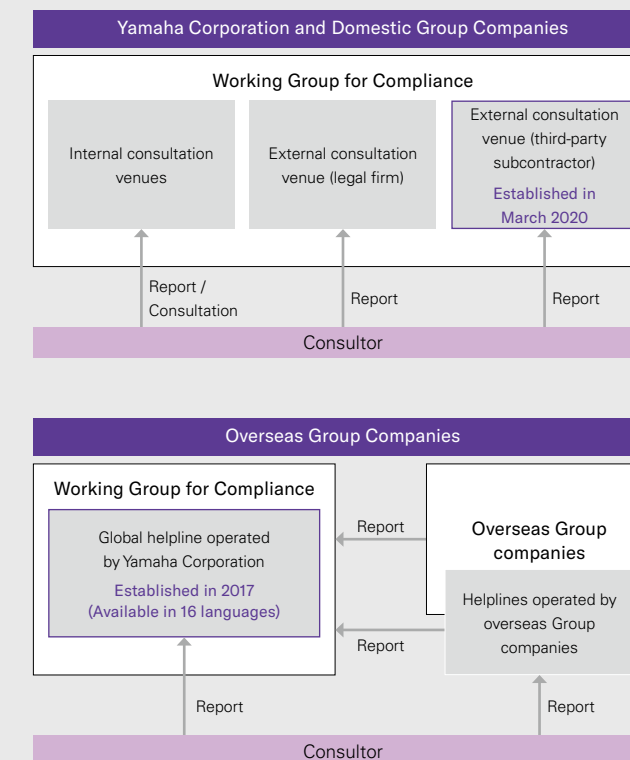 Yamaha Corporation and Domestic Group Companies
Working Group for Compliance
Internal consultation
venues
External consultation
venue (legal firm)
External consultation
venue (third-party
subcontractor)
Established in
March 2020
Report /
Consultation
Report
Report
Consultor
Overseas Group Companies
Working Group for Compliance
Global helpline operated
by Yamaha Corporation
Established in 2017
(Available in 16 languages)
Report
Overseas Group
companies
Helplines operated by
overseas Group
companies
Report
Report
Report
Consultor